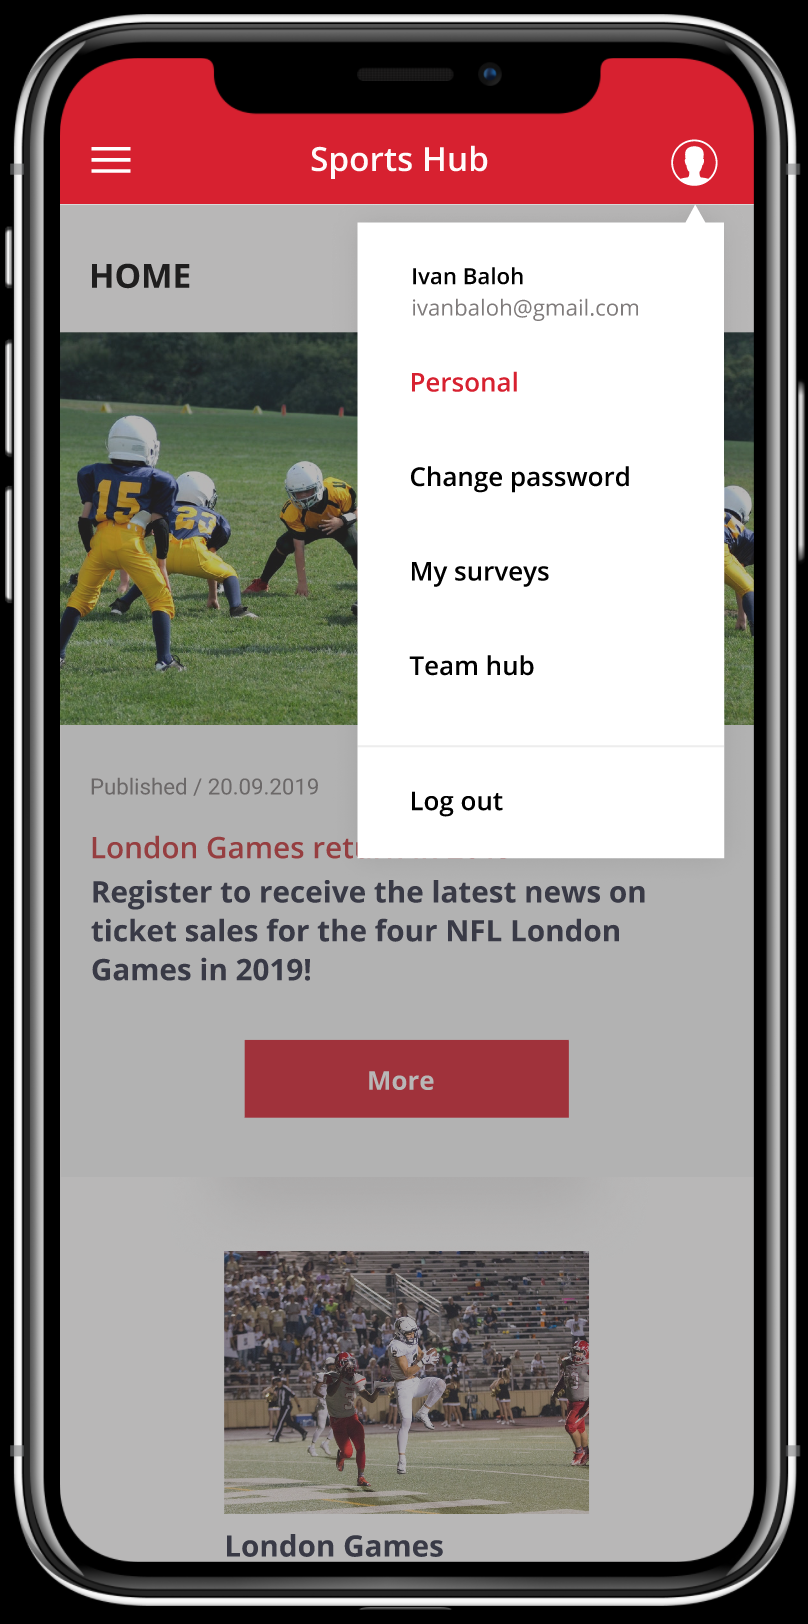 Sports Hub
HOME
Ivan Baloh
ivanbaloh@gmail.com
Personal
Change password
My surveys
Team hub
Log out
15
23
Published / 20.09.2019
London Games
Register to receive the latest news on
ticket sales for the four NFL London
Games in 2019!
More
London Games